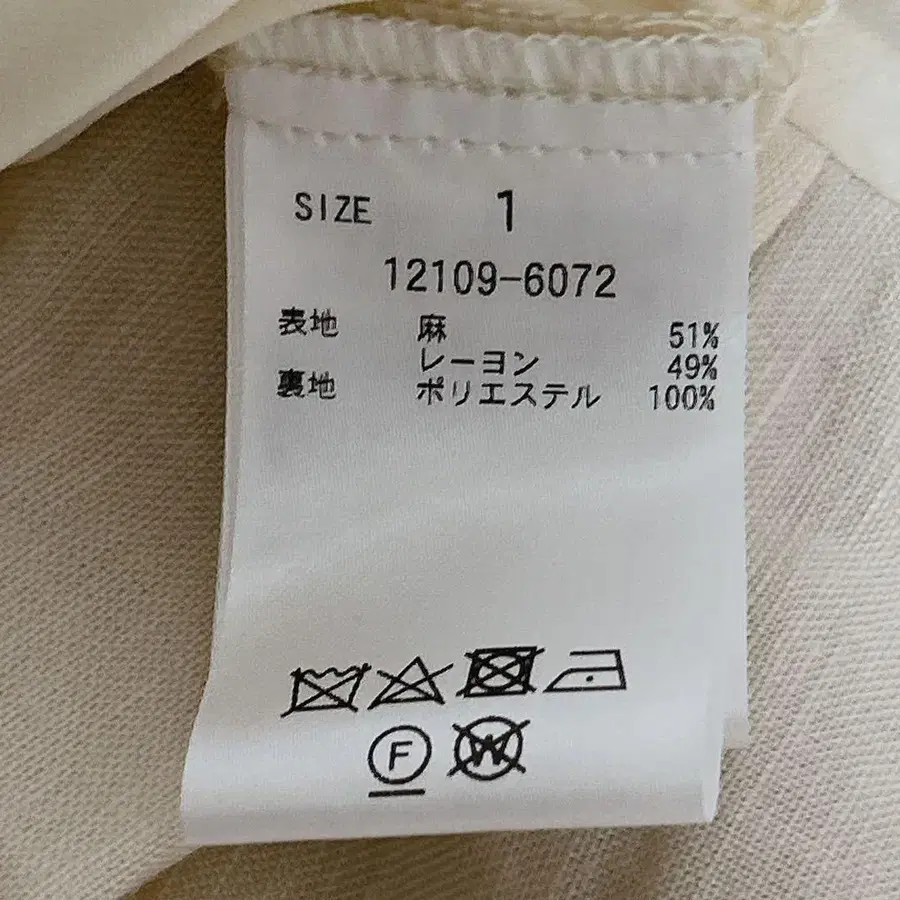 SIZE 1
12109-6072
表地 麻 51%
レーヨン 49%
裏地 ポリエステル 100%
F W